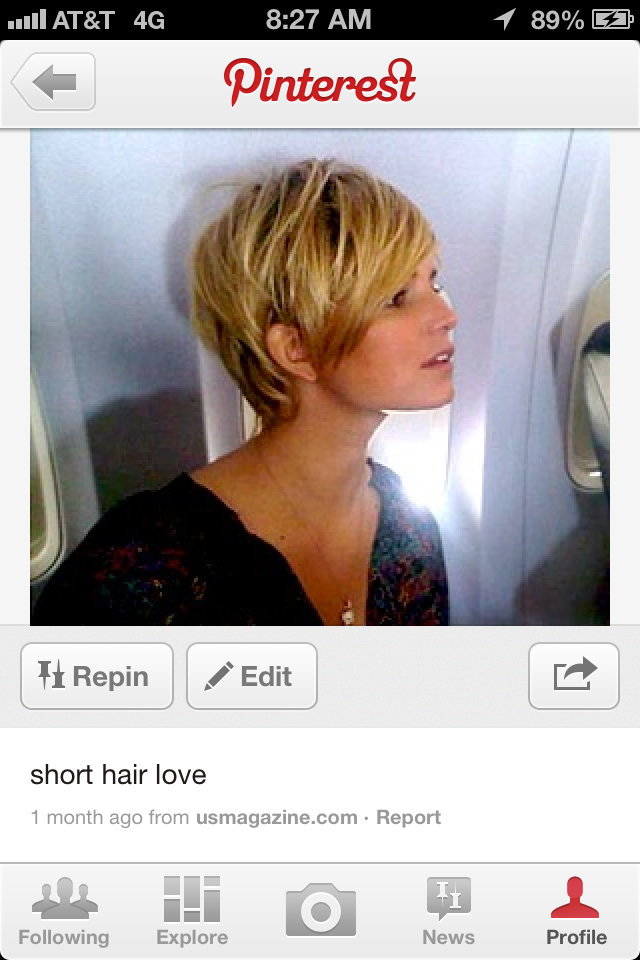 AT&T 4G 8:27 AM 89%
Pinterest
Repin Edit
short hair love
1 month ago from usmagazine.com · Report
Following Explore News Profile